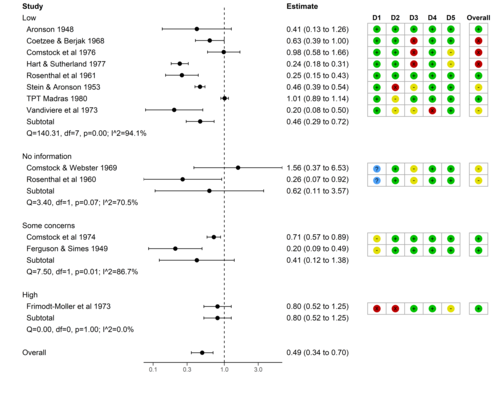 Study Estimate D1 D2 D3 D4 D5 Overall
Low
Aronson 1948 0.41 (0.13 to 1.26)
Coetzee & Berjak 1968 0.63 (0.39 to 1.00)
Comstock et al 1976 0.98 (0.58 to 1.66)
Hart & Sutherland 1977 0.24 (0.18 to 0.31)
Rosenthal et al 1961 0.25 (0.15 to 0.43)
Stein & Aronson 1953 0.46 (0.39 to 0.54)
TPT Madras 1980 1.01 (0.89 to 1.14)
Vandiviere et al 1973 0.20 (0.08 to 0.50)
Subtotal 0.46 (0.29 to 0.72)
Q=140.31, df=7, p=0.00; I^2=94.1%
No information
Comstock & Webster 1969 1.56 (0.37 to 6.53)
Rosenthal et al 1960 0.26 (0.07 to 0.92)
Subtotal 0.62 (0.11 to 3.57)
Q=3.40, df=1, p=0.07; I^2=70.5%
Some concerns
Comstock et al 1974 0.71 (0.57 to 0.89)
Ferguson & Simes 1949 0.20 (0.09 to 0.49)
Subtotal 0.41 (0.12 to 1.38)
Q=7.50, df=1, p=0.01; I^2=86.7%
High
Frimodt-Moller et al 1973 0.80 (0.52 to 1.25)
Subtotal 0.80 (0.52 to 1.25)
Q=0.00, df=0, p=1.00; I^2=0.0%
Overall 0.49 (0.34 to 0.70)
0.1 0.3 1.0 3.0